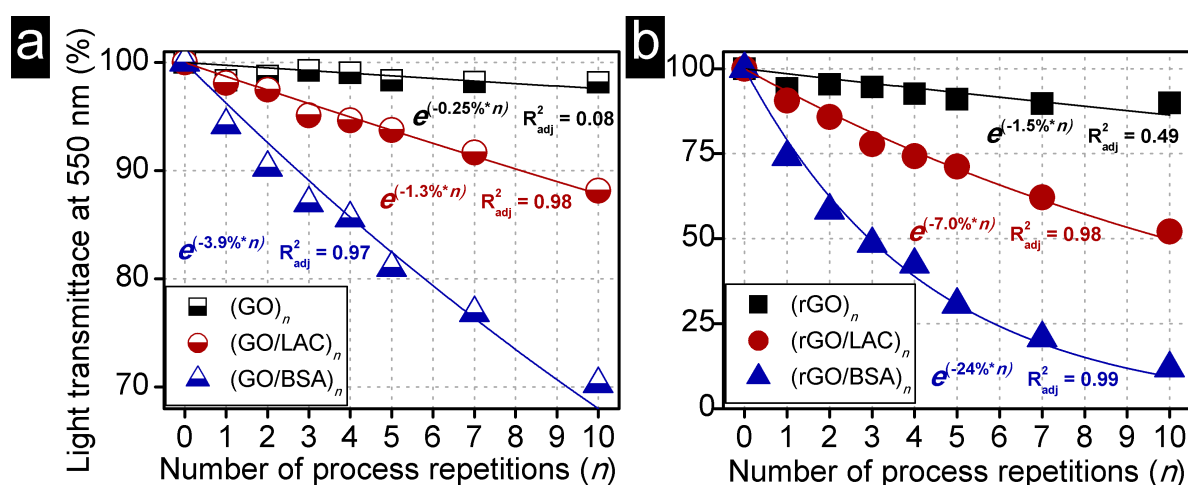 a
Light transmittace at 550 nm (%)
100
90
80
70
e(-0.25%*n) R2adj = 0.08
e(-1.3%*n) R2adj = 0.98
e(-3.9%*n) R2adj = 0.97
(GO)n
(GO/LAC)n
(GO/BSA)n
0 1 2 3 4 5 6 7 8 9 10
Number of process repetitions (n)
b
100
75
50
25
0
e(-1.5%*n) R2adj = 0.49
e(-7.0%*n) R2adj = 0.98
e(-24%*n) R2adj = 0.99
(rGO)n
(rGO/LAC)n
(rGO/BSA)n
0 1 2 3 4 5 6 7 8 9 10
Number of process repetitions (n)